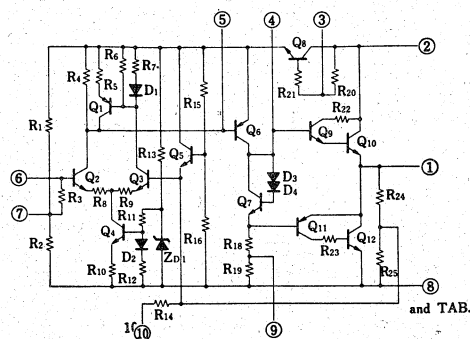 ⑤ ④ ③
Q8 ②
R4 R5 R6 R7 D1 R15 R21 R20
R22
Q1 Q6 Q9 Q10
R1 R13 Q5 D3 D4 ①
⑥ Q2 Q3 Q7 R24
R3 R8 R9 R11 Q11
⑦ R16 R18 R23 Q12
R2 Q4 D2 ZD1 R25
R10 R12 R19 ⑧
and TAB.
R14
10 ⑩ ⑨